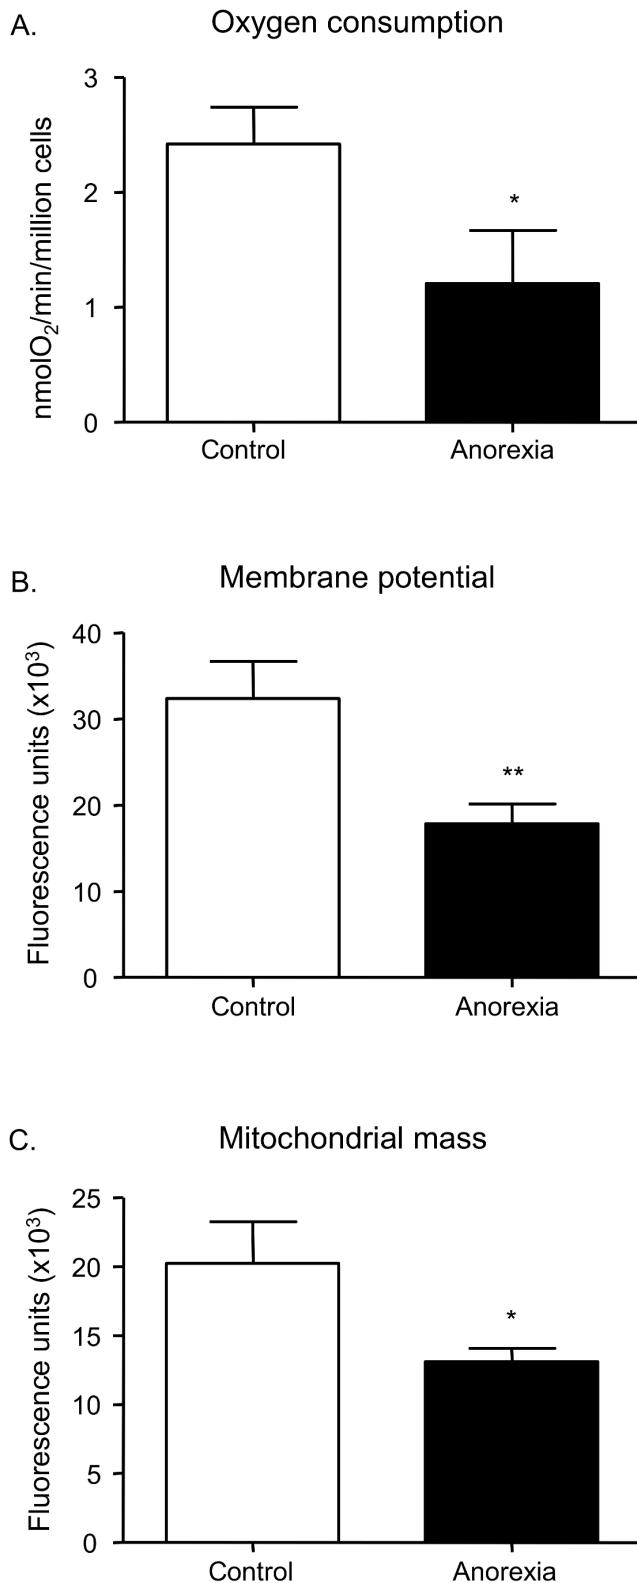 A.
Oxygen consumption
nmolO₂/min/million cells
3
2
1
0
*
Control
Anorexia
B.
Membrane potential
Fluorescence units (x10³)
40
30
20
10
0
**
Control
Anorexia
C.
Mitochondrial mass
Fluorescence units (x10³)
25
20
15
10
5
0
*
Control
Anorexia